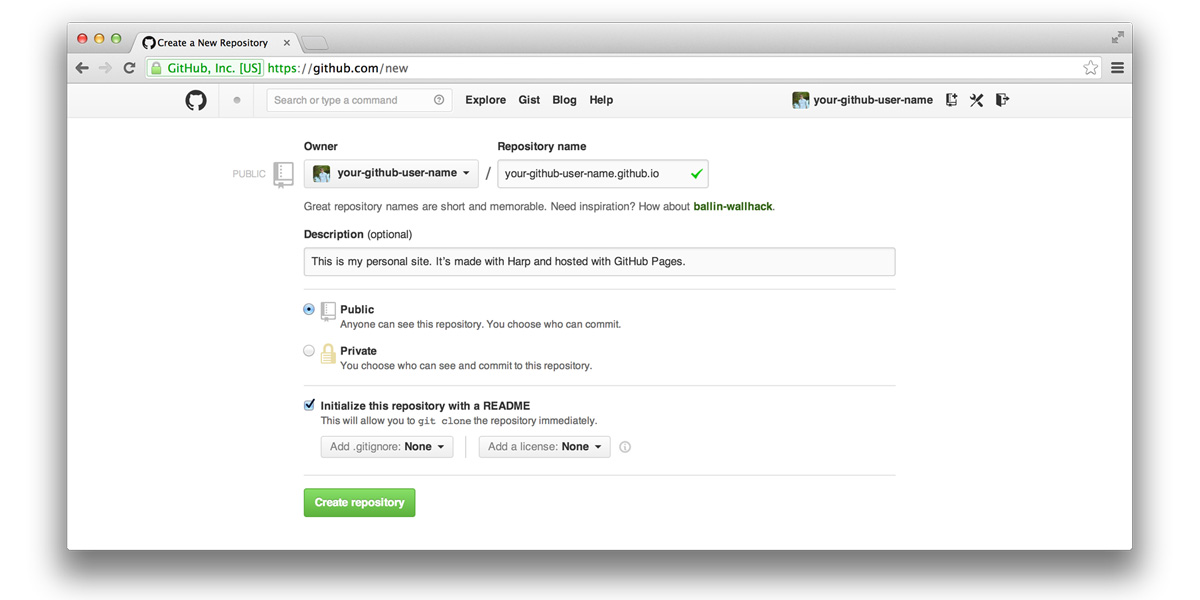 Create a New Repository
GitHub, Inc. [US] https://github.com/new
Search or type a command Explore Gist Blog Help your-github-user-name
Owner Repository name
PUBLIC your-github-user-name / your-github-user-name.github.io
Great repository names are short and memorable. Need inspiration? How about ballin-wallhack.
Description (optional)
This is my personal site. It's made with Harp and hosted with GitHub Pages.
Public
Anyone can see this repository. You choose who can commit.
Private
You choose who can see and commit to this repository.
Initialize this repository with a README
This will allow you to git clone the repository immediately.
Add .gitignore: None Add a license: None
Create repository